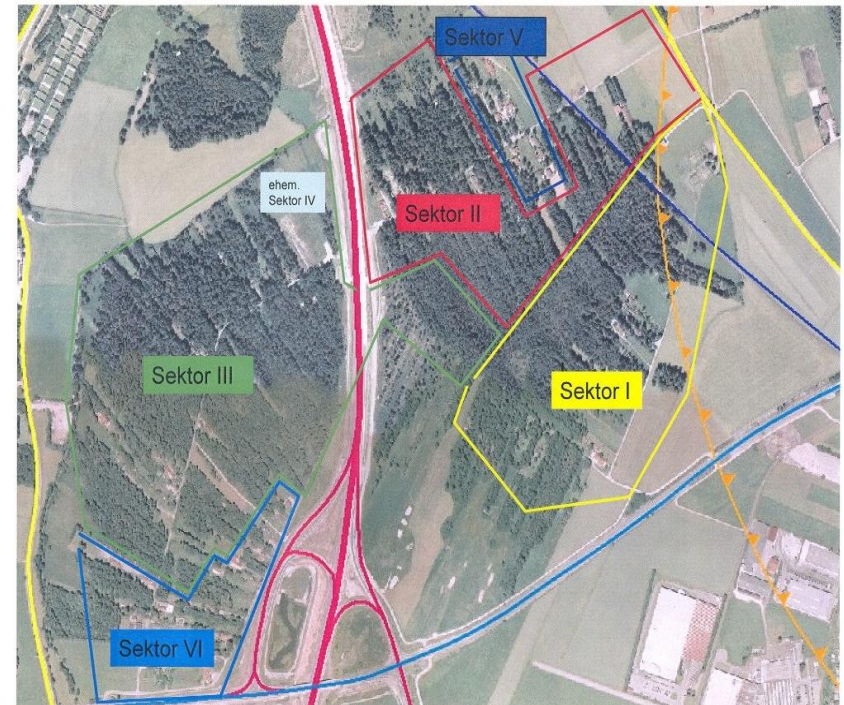 Sektor V
ehem.
Sektor IV
Sektor II
Sektor III
Sektor I
Sektor VI